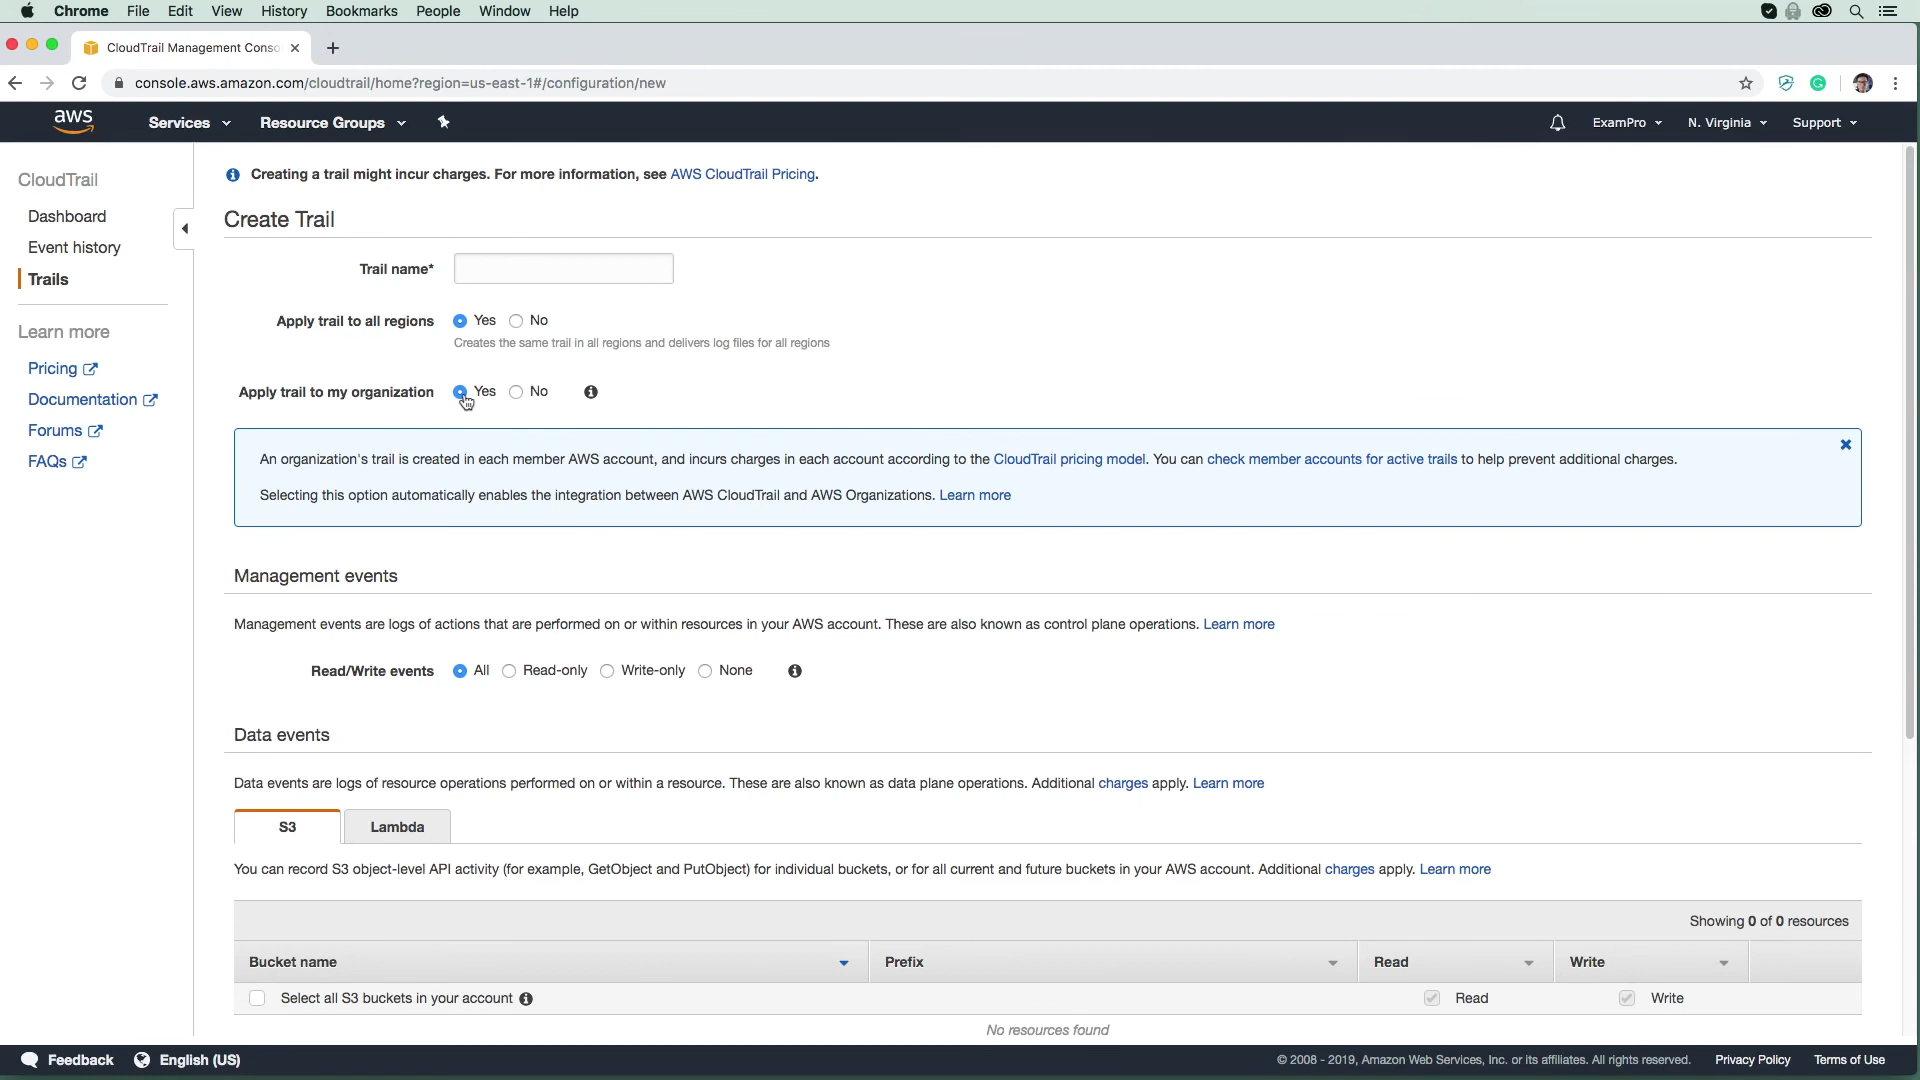 Chrome File Edit View History Bookmarks People Window Help
CloudTrail Management Conso
console.aws.amazon.com/cloudtrail/home?region=us-east-1#/configuration/new
aws Services Resource Groups ExamPro N. Virginia Support
CloudTrail
Dashboard
Event history
Trails
Learn more
Pricing
Documentation
Forums
FAQs
Creating a trail might incur charges. For more information, see AWS CloudTrail Pricing.
Create Trail
Trail name*
Apply trail to all regions Yes No
Creates the same trail in all regions and delivers log files for all regions
Apply trail to my organization Yes No
An organization's trail is created in each member AWS account, and incurs charges in each account according to the CloudTrail pricing model. You can check member accounts for active trails to help prevent additional charges.
Selecting this option automatically enables the integration between AWS CloudTrail and AWS Organizations. Learn more
Management events
Management events are logs of actions that are performed on or within resources in your AWS account. These are also known as control plane operations. Learn more
Read/Write events All Read-only Write-only None
Data events
Data events are logs of resource operations performed on or within a resource. These are also known as data plane operations. Additional charges apply. Learn more
S3 Lambda
You can record S3 object-level API activity (for example, GetObject and PutObject) for individual buckets, or for all current and future buckets in your AWS account. Additional charges apply. Learn more
Showing 0 of 0 resources
Bucket name Prefix Read Write
Select all S3 buckets in your account Read Write
No resources found
Feedback English (US) © 2008 - 2019, Amazon Web Services, Inc. or its affiliates. All rights reserved. Privacy Policy Terms of Use